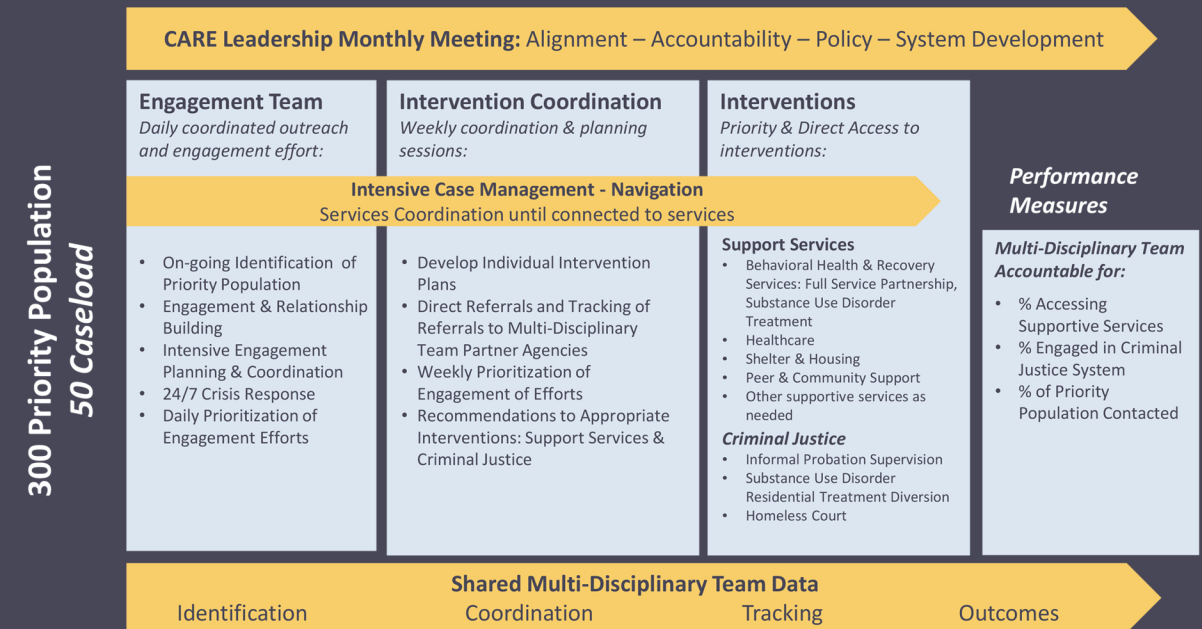 CARE Leadership Monthly Meeting: Alignment – Accountability – Policy – System Development
300 Priority Population
50 Caseload
Engagement Team
Daily coordinated outreach
and engagement effort:
Intervention Coordination
Weekly coordination & planning
sessions:
Interventions
Priority & Direct Access to
interventions:
Intensive Case Management - Navigation
Services Coordination until connected to services
• On-going Identification of
Priority Population
• Engagement & Relationship
Building
• Intensive Engagement
Planning & Coordination
• 24/7 Crisis Response
• Daily Prioritization of
Engagement Efforts
• Develop Individual Intervention
Plans
• Direct Referrals and Tracking of
Referrals to Multi-Disciplinary
Team Partner Agencies
• Weekly Prioritization of
Engagement of Efforts
• Recommendations to Appropriate
Interventions: Support Services &
Criminal Justice
Support Services
• Behavioral Health & Recovery
Services: Full Service Partnership,
Substance Use Disorder
Treatment
• Healthcare
• Shelter & Housing
• Peer & Community Support
• Other supportive services as
needed
Criminal Justice
• Informal Probation Supervision
• Substance Use Disorder
Residential Treatment Diversion
• Homeless Court
Performance
Measures
Multi-Disciplinary Team
Accountable for:
• % Accessing
Supportive Services
• % Engaged in Criminal
Justice System
• % of Priority
Population Contacted
Shared Multi-Disciplinary Team Data
Identification Coordination Tracking Outcomes